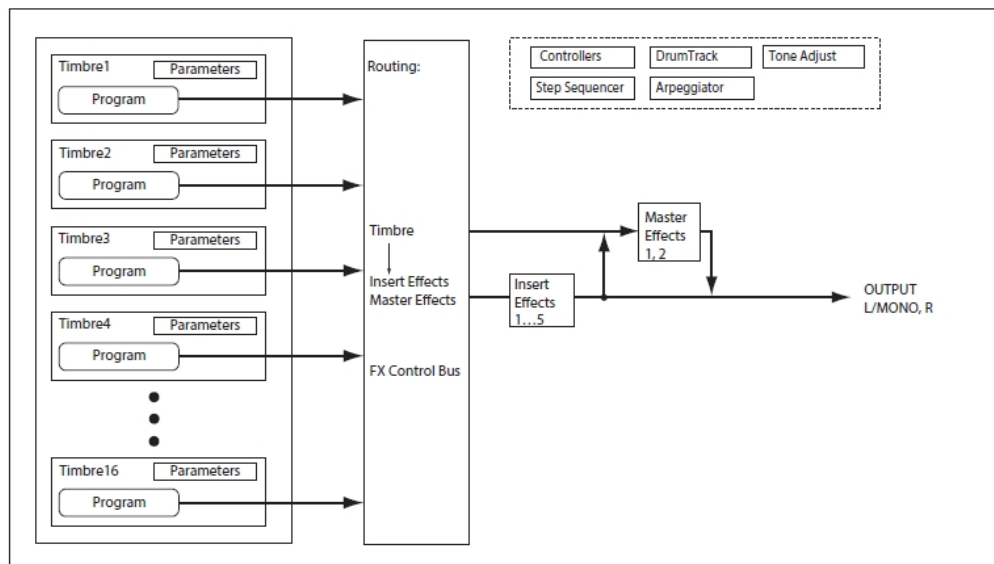 Timbre1
Parameters
Program
Timbre2
Parameters
Program
Timbre3
Parameters
Program
Timbre4
Parameters
Program
Timbre16
Parameters
Program
Routing:
Timbre
Insert Effects
Master Effects
FX Control Bus
Controllers
DrumTrack
Tone Adjust
Step Sequencer
Arpeggiator
Insert
Effects
1...5
Master
Effects
1, 2
OUTPUT
L/MONO, R